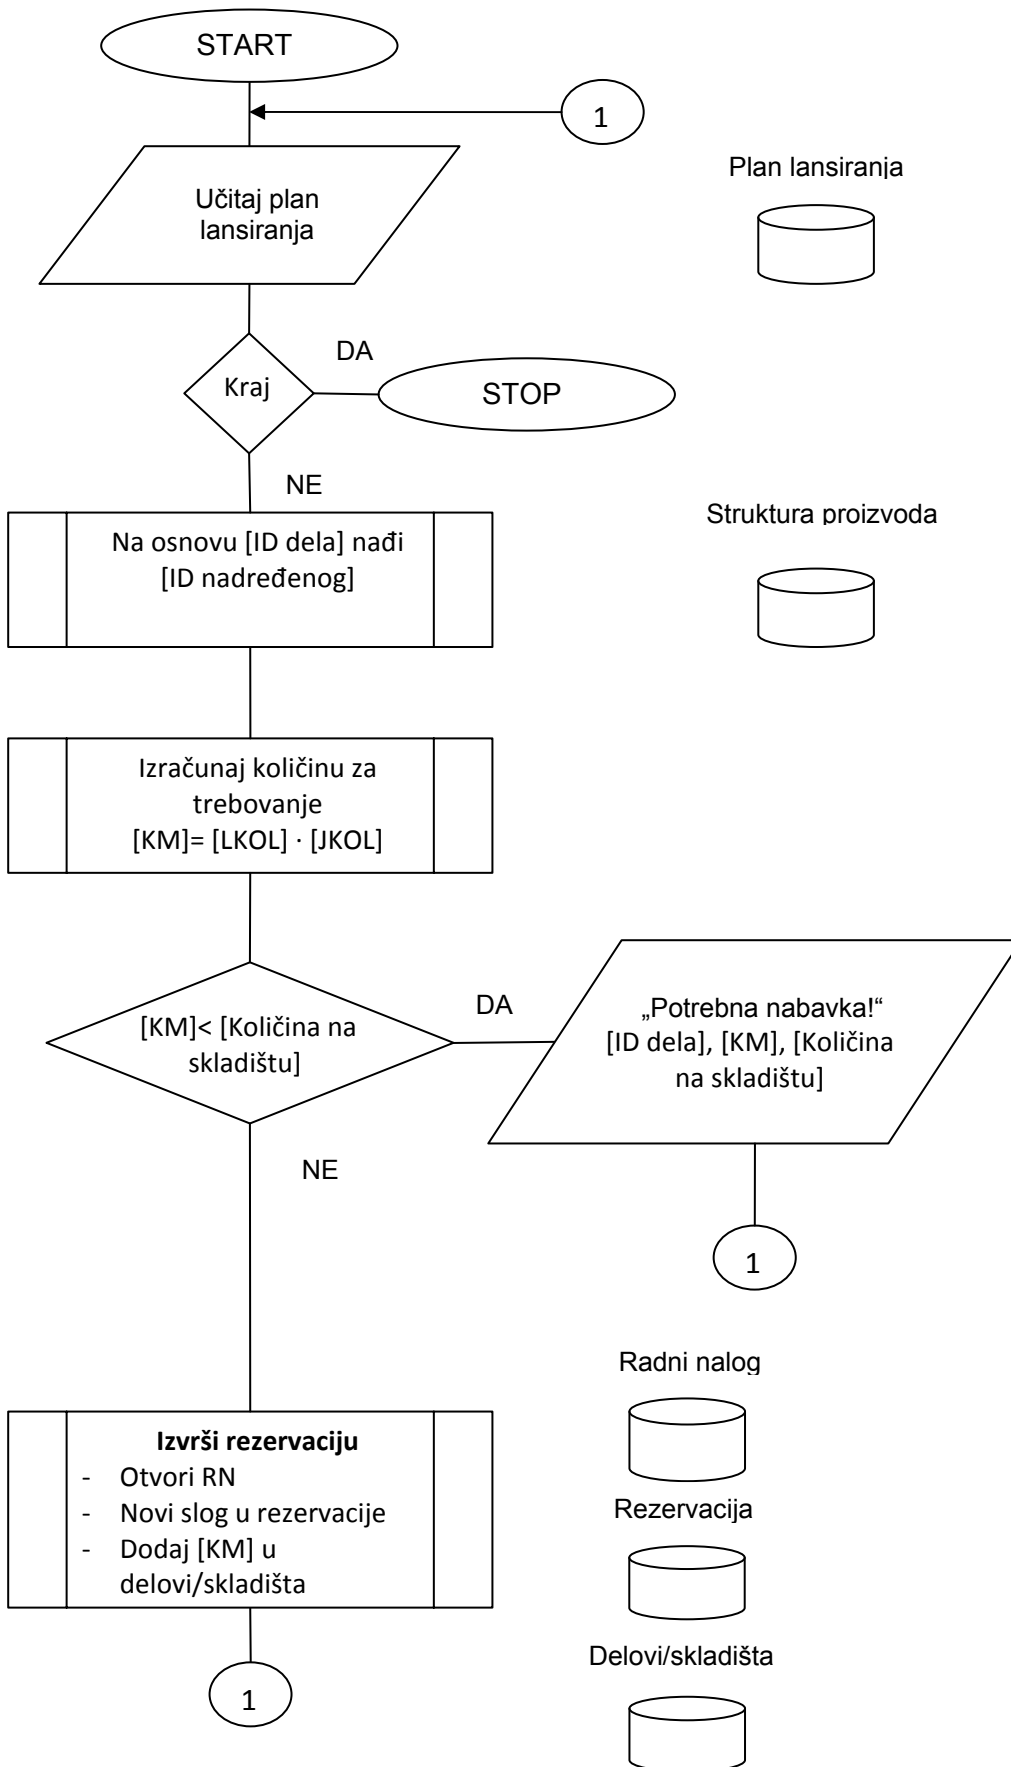 START
1
Plan lansiranja
Učitaj plan
lansiranja
DA
Kraj
STOP
NE
Struktura proizvoda
Na osnovu [ID dela] nađi
[ID nadređenog]
Izračunaj količinu za
trebovanje
[KM]= [LKOL] · [JKOL]
[KM]< [Količina na
skladištu]
DA
„Potrebna nabavka!“
[ID dela], [KM], [Količina
na skladištu]
NE
1
Radni nalog
Izvrši rezervaciju
- Otvori RN
- Novi slog u rezervacije
- Dodaj [KM] u
delovi/skladišta
Rezervacija
Delovi/skladišta
1